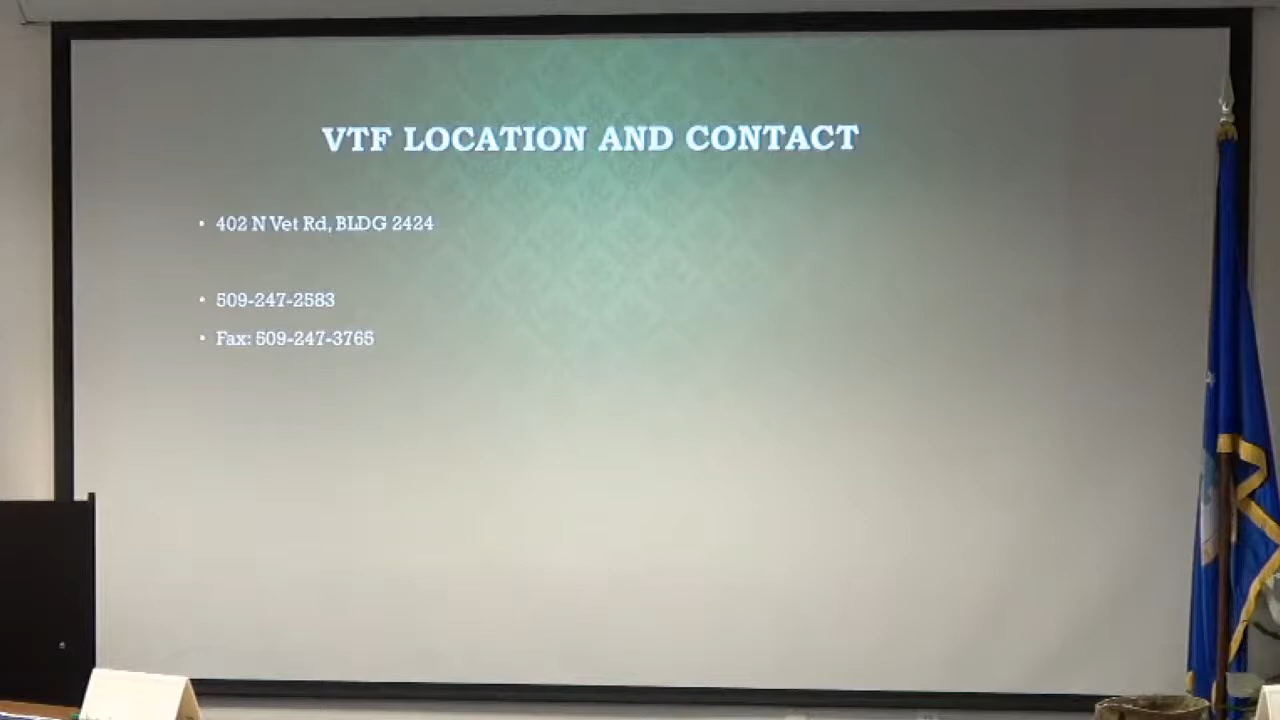 VTF LOCATION AND CONTACT
• 402 N Vet Rd, BLDG 2424
• 509-247-2583
• Fax: 509-247-3765